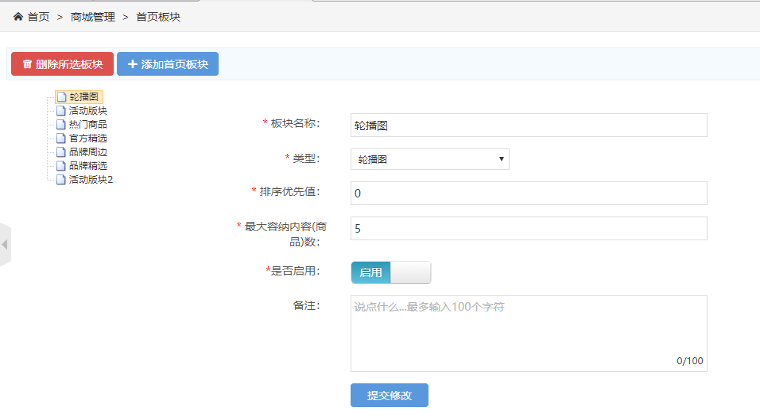 首页 > 商城管理 > 首页板块
删除所选板块 添加首页板块
轮播图
活动版块
热门商品
官方精选
品牌周边
品牌精选
活动版块2
* 板块名称: 轮播图
* 类型: 轮播图
* 排序优先值: 0
* 最大容纳内容(商
品)数: 5
*是否启用: 启用
备注: 说点什么...最多输入100个字符
0/100
提交修改